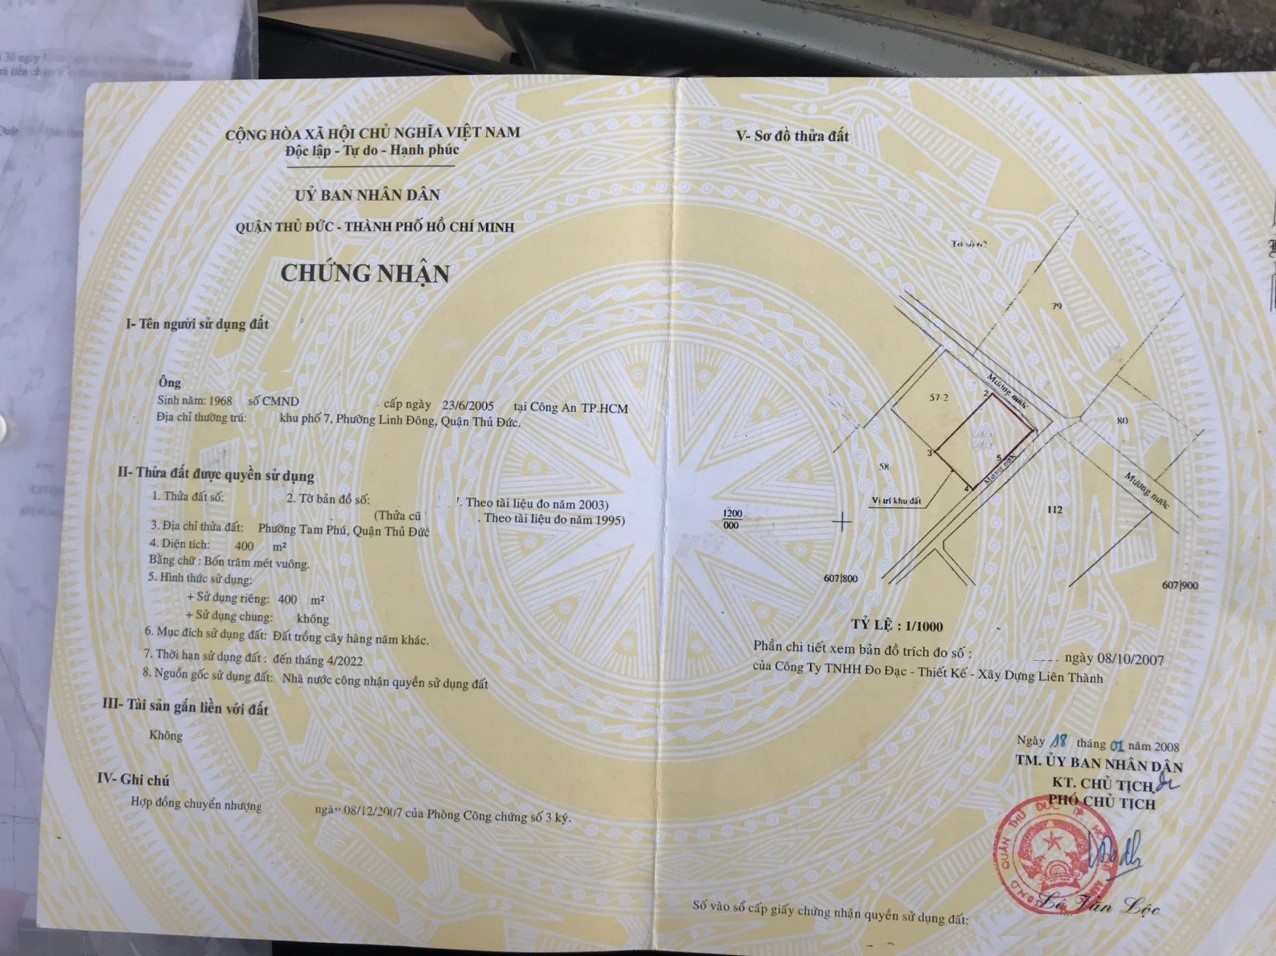 CỘNG HÒA XÃ HỘI CHỦ NGHĨA VIỆT NAM
Độc lập - Tự do - Hạnh phúc
UỶ BAN NHÂN DÂN
QUẬN THỦ ĐỨC - THÀNH PHỐ HỒ CHÍ MINH
CHỨNG NHẬN
I- Tên người sử dụng đất
Ông
Sinh năm: 1968 số CMND cấp ngày 23/6/2005 tại Công An TP.HCM
Địa chỉ thường trú: khu phố 7, Phường Linh Đông, Quận Thủ Đức.
II- Thửa đất được quyền sử dụng
1. Thửa đất số: 2. Tờ bản đồ số: . Theo tài liệu đo năm 2003)
(Thửa cũ . Theo tài liệu đo năm 1995)
3. Địa chỉ thửa đất: Phường Tam Phú, Quận Thủ Đức
4. Diện tích: 400 m²
Bằng chữ : Bốn trăm mét vuông.
5. Hình thức sử dụng:
+ Sử dụng riêng: 400 m²
+ Sử dụng chung: không
6. Mục đích sử dụng đất: Đất trồng cây hàng năm khác.
7. Thời hạn sử dụng đất : đến tháng 4/2022
8. Nguồn gốc sử dụng đất: Nhà nước công nhận quyền sử dụng đất
III- Tài sản gắn liền với đất
Không
IV- Ghi chú
Hợp đồng chuyển nhượng ngày 08/12/2007 của Phòng Công chứng số 3 ký.
V- Sơ đồ thửa đất
79
57-2
Mương nước
2
80
3
58
5
Mương nước
4
Mương nước
Vị trí khu đất
112
1200
000
607|800
607|900
TỶ LỆ : 1/1000
Phần chi tiết xem bản đồ trích đo số : ngày 08/10/2007
của Công Ty TNHH Đo Đạc - Thiết Kế - Xây Dựng Liên Thành
Ngày 18 tháng 01 năm 2008
TM. ỦY BAN NHÂN DÂN
KT. CHỦ TỊCH
PHÓ CHỦ TỊCH
QUẬN THỦ ĐỨC
Lê Văn Lộc
Số vào sổ cấp giấy chứng nhận quyền sử dụng đất: